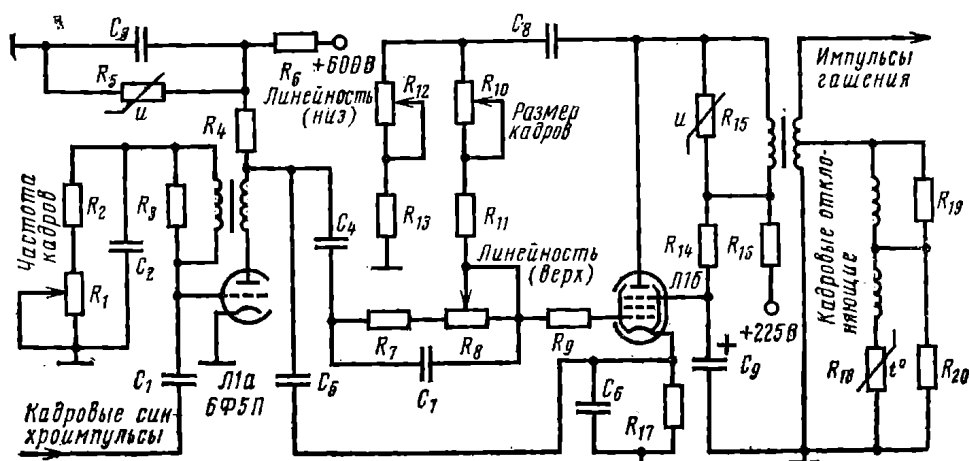 C9
R5
u
R6
+600В
Линейность
(низ)
R4
Частота
кадров
R2
R3
C2
R1
C4
C1
Л1а
6Ф5П
C5
Кадровые син-
хроимпульсы
C8
R12
R10
Размер
кадров
R13
R11
Линейность
(верх)
R7
R8
C7
R9
Л1б
C6
R17
u
R15
R14
R16
+225В
+
C9
Импульсы
гашения
Кадровые откло-
няющие
R19
R18
t°
R20